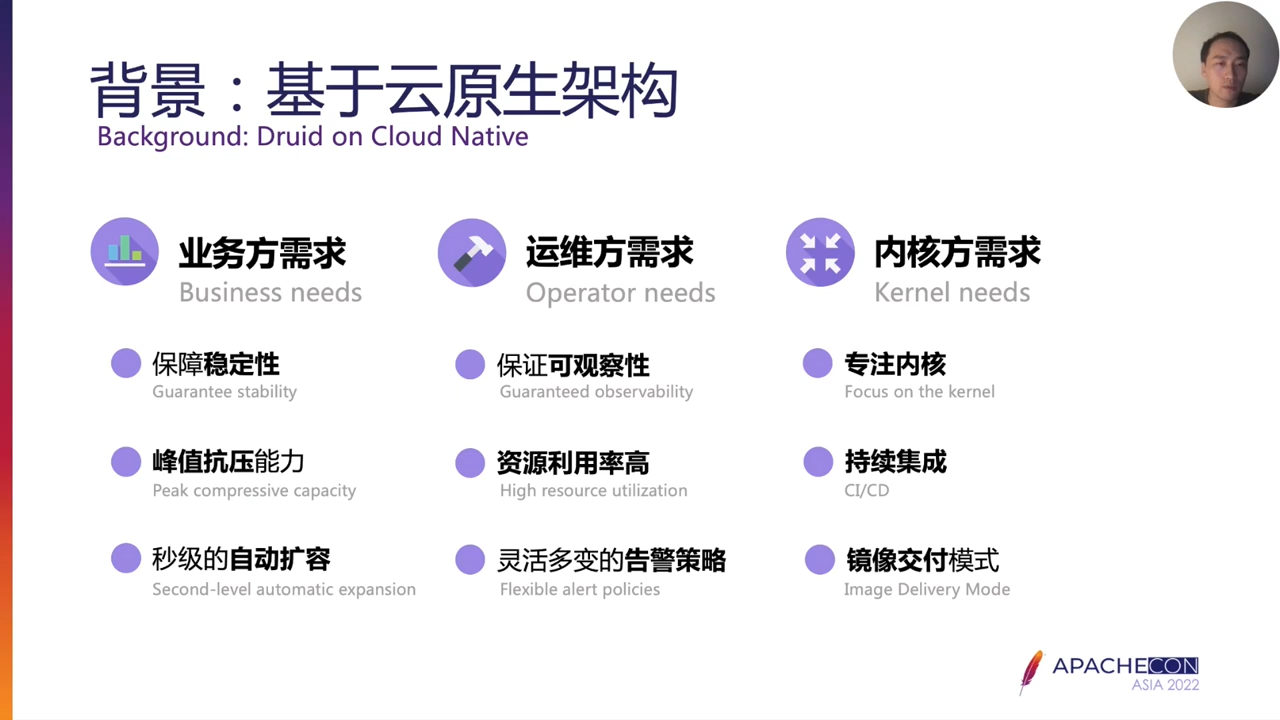 背景：基于云原生架构
Background: Druid on Cloud Native
业务方需求
Business needs
保障稳定性
Guarantee stability
峰值抗压能力
Peak compressive capacity
秒级的自动扩容
Second-level automatic expansion
运维方需求
Operator needs
保证可观察性
Guaranteed observability
资源利用率高
High resource utilization
灵活多变的告警策略
Flexible alert policies
内核方需求
Kernel needs
专注内核
Focus on the kernel
持续集成
CI/CD
镜像交付模式
Image Delivery Mode
APACHECON
ASIA 2022